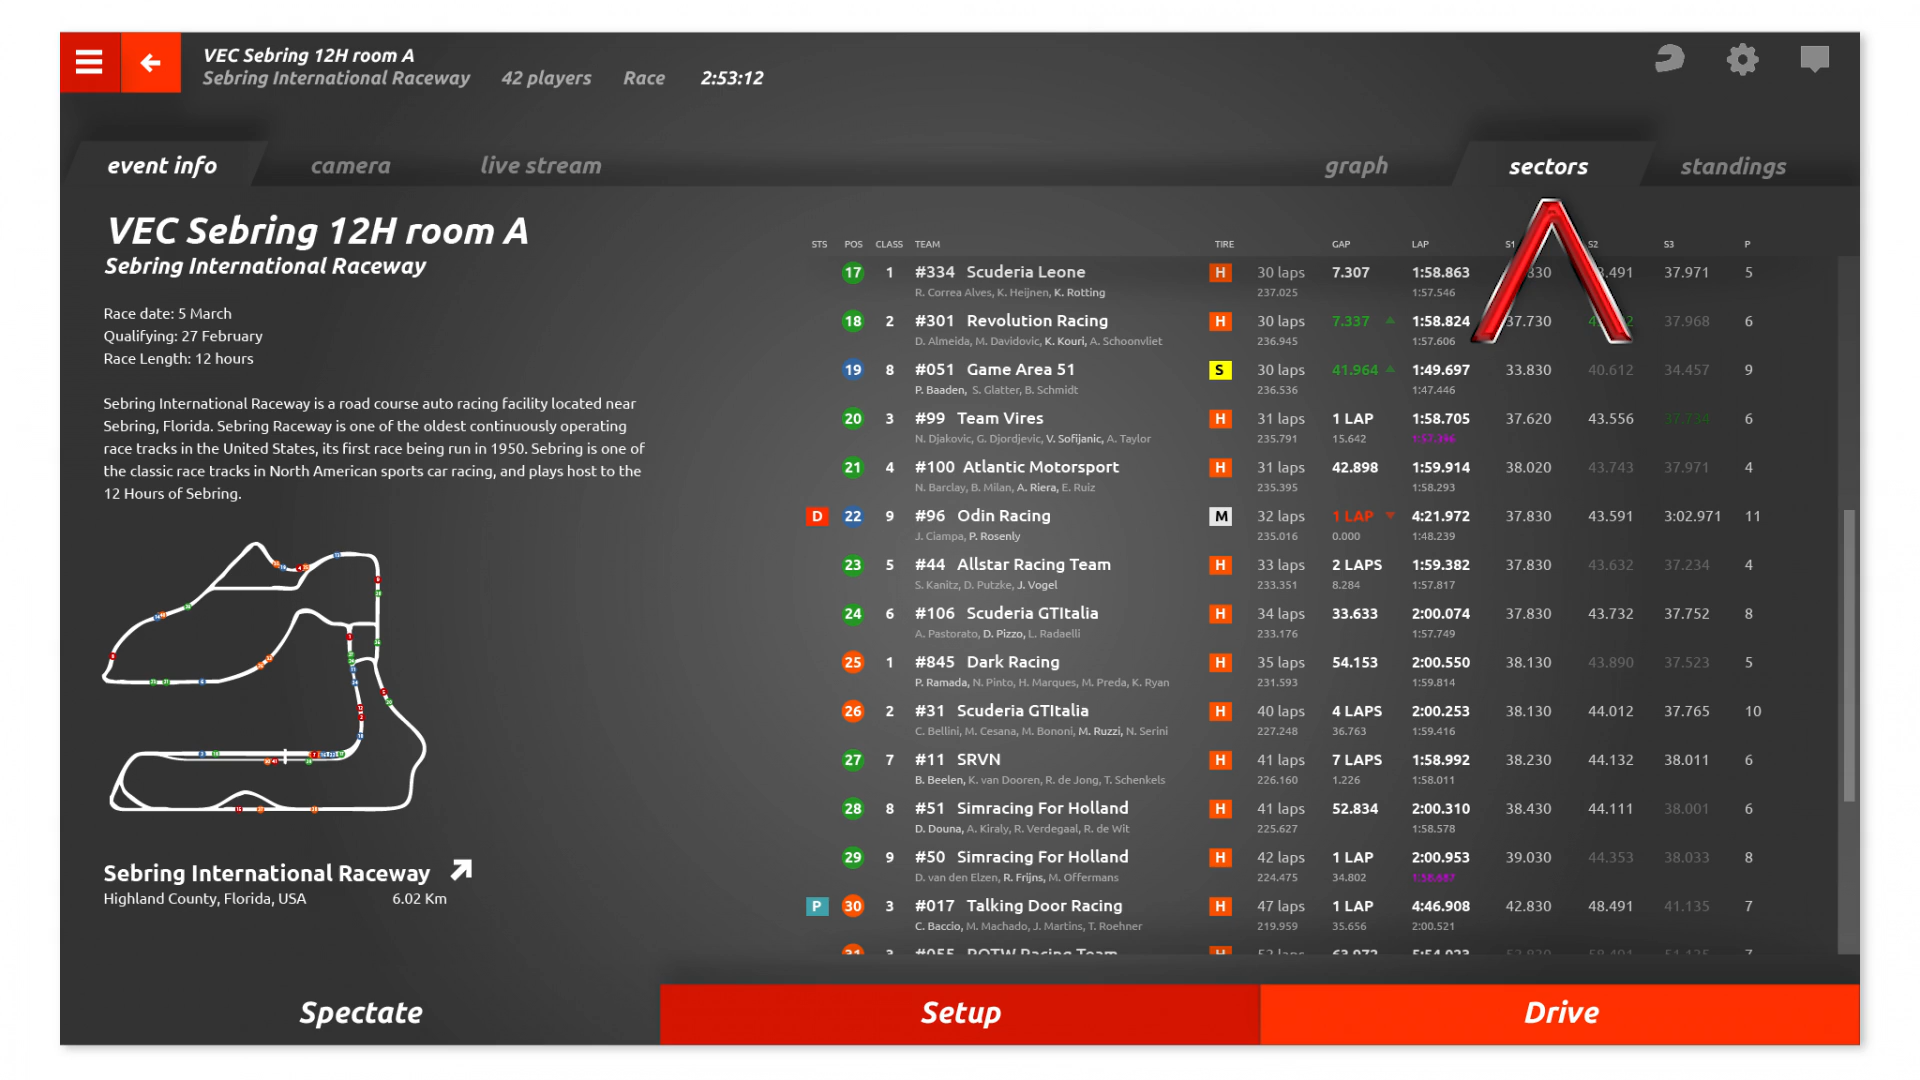 VEC Sebring 12H room A
Sebring International Raceway 42 players Race 2:53:12
event info camera live stream graph sectors standings
VEC Sebring 12H room A
Sebring International Raceway
Race date: 5 March
Qualifying: 27 February
Race Length: 12 hours
Sebring International Raceway is a road course auto racing facility located near
Sebring, Florida. Sebring Raceway is one of the oldest continuously operating
race tracks in the United States, its first race being run in 1950. Sebring is one of
the classic race tracks in North American sports car racing, and plays host to the
12 Hours of Sebring.
Sebring International Raceway
Highland County, Florida, USA 6.02 Km
STS POS CLASS TEAM TIRE GAP LAP S1 S2 S3 P
17 1 #334 Scuderia Leone H 30 laps 7.307 1:58.863 37.971 5
R. Correa Alves, K. Heijnen, K. Rotting 237.025 1:57.546
18 2 #301 Revolution Racing H 30 laps 7.337 1:58.824 37.730 37.968 6
D. Almeida, M. Davidovic, K. Kouri, A. Schoonvliet 236.945 1:57.606
19 8 #051 Game Area 51 S 30 laps 41.964 1:49.697 33.830 40.612 34.457 9
P. Baaden, S. Glatter, B. Schmidt 236.536 1:47.446
20 3 #99 Team Vires H 31 laps 1 LAP 1:58.705 37.620 43.556 37.734 6
N. Djakovic, G. Djordjevic, V. Sofijanic, A. Taylor 235.791 15.642
21 4 #100 Atlantic Motorsport H 31 laps 42.898 1:59.914 38.020 43.743 37.971 4
N. Barclay, B. Milan, A. Riera, E. Ruiz 235.395 1:58.293
D 22 9 #96 Odin Racing M 32 laps 1 LAP 4:21.972 37.830 43.591 3:02.971 11
J. Ciampa, P. Rosenly 235.016 0.000 1:48.239
23 5 #44 Allstar Racing Team H 33 laps 2 LAPS 1:59.382 37.830 43.632 37.234 4
S. Kanitz, D. Putzke, J. Vogel 233.351 8.284 1:57.817
24 6 #106 Scuderia GTItalia H 34 laps 33.633 2:00.074 37.830 43.732 37.752 8
A. Pastorato, D. Pizzo, L. Radaelli 233.176 1:57.749
25 1 #845 Dark Racing H 35 laps 54.153 2:00.550 38.130 43.890 37.523 5
P. Ramada, N. Pinto, H. Marques, M. Preda, K. Ryan 231.593 1:59.814
26 2 #31 Scuderia GTItalia H 40 laps 4 LAPS 2:00.253 38.130 44.012 37.765 10
C. Bellini, M. Cesana, M. Bononi, M. Ruzzi, N. Serini 227.248 36.763 1:59.416
27 7 #11 SRVN H 41 laps 7 LAPS 1:58.992 38.230 44.132 38.011 6
B. Beelen, K. van Dooren, R. de Jong, T. Schenkels 226.160 1.226 1:58.011
28 8 #51 Simracing For Holland H 41 laps 52.834 2:00.310 38.430 44.111 38.001 6
D. Douna, A. Kiraly, R. Verdegaal, R. de Wit 225.627 1:58.578
29 9 #50 Simracing For Holland H 42 laps 1 LAP 2:00.953 39.030 44.353 38.033 8
D. van den Elzen, R. Frijns, M. Offermans 224.475 34.802
P 30 3 #017 Talking Door Racing H 47 laps 1 LAP 4:46.908 42.830 48.491 41.135 7
C. Baccio, M. Machado, J. Martins, T. Roehner 219.959 35.656 2:00.521
Spectate Setup Drive